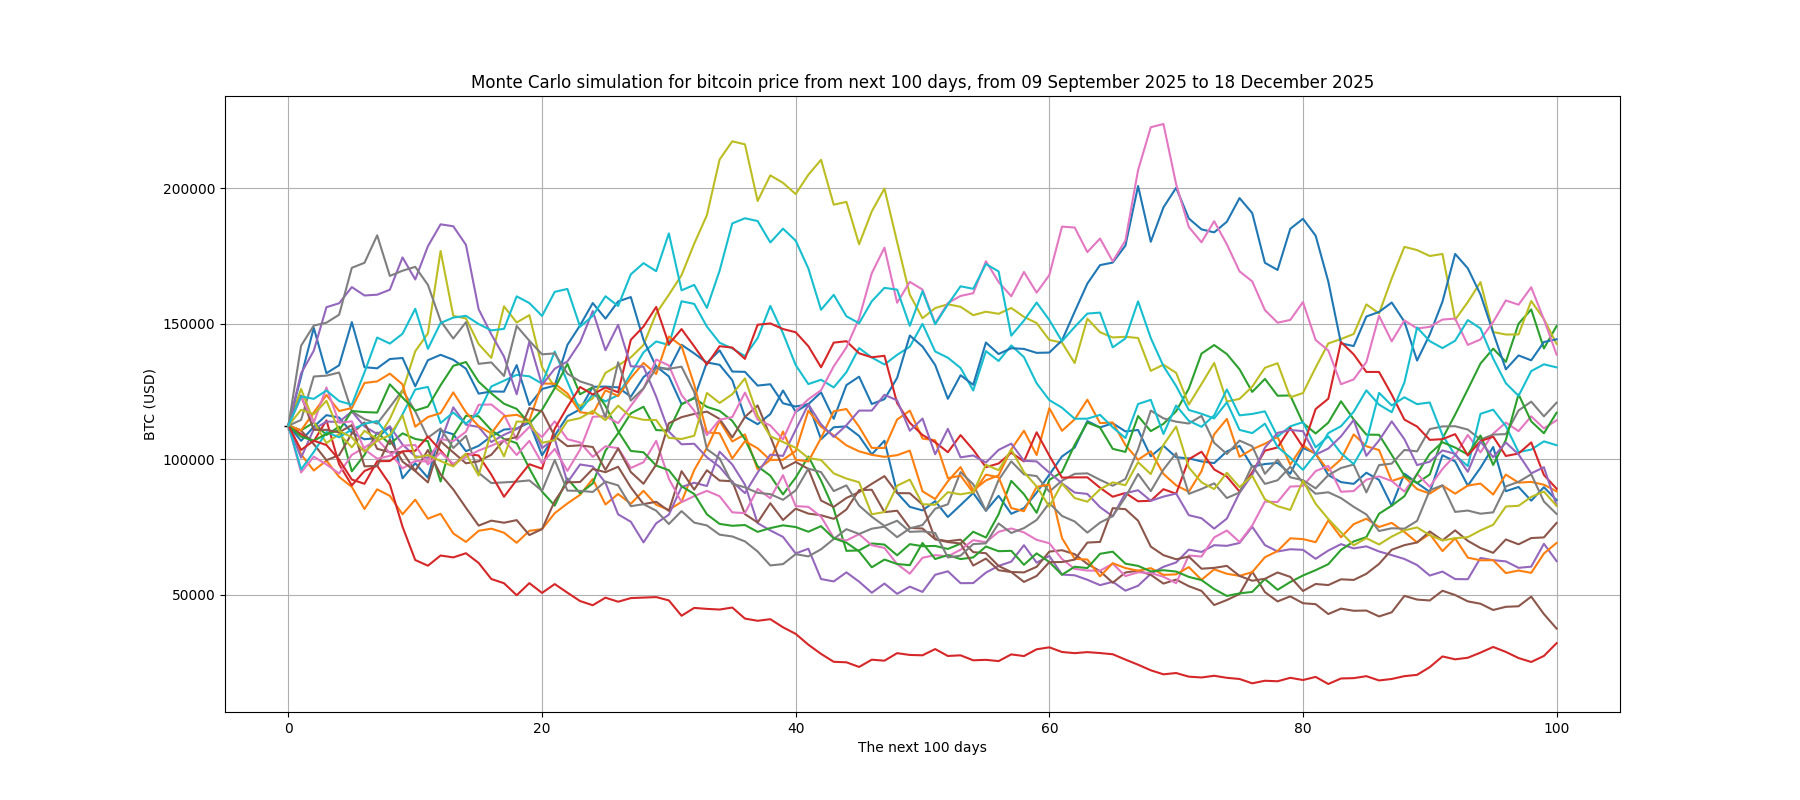 Monte Carlo simulation for bitcoin price from next 100 days, from 09 September 2025 to 18 December 2025
200000
150000
100000
50000
BTC (USD)
0 20 40 60 80 100
The next 100 days